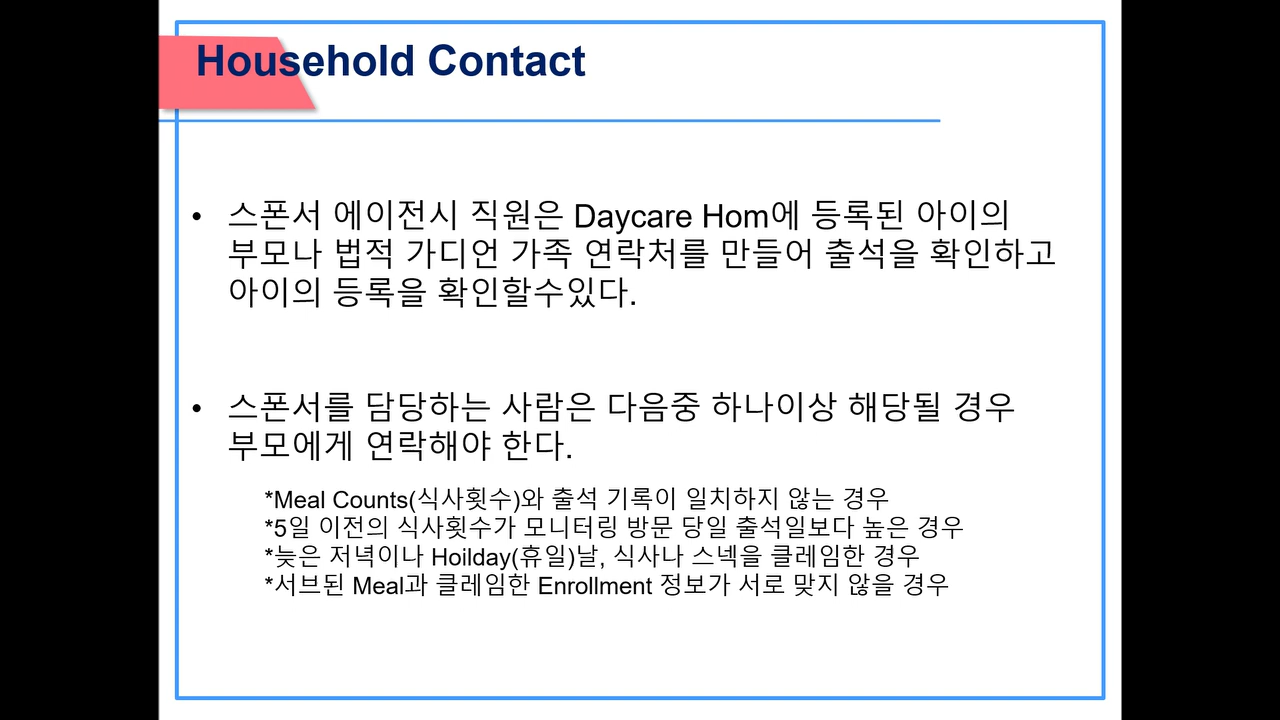 Household Contact
• 스폰서 에이전시 직원은 Daycare Hom에 등록된 아이의
부모나 법적 가디언 가족 연락처를 만들어 출석을 확인하고
아이의 등록을 확인할수있다.
• 스폰서를 담당하는 사람은 다음중 하나이상 해당될 경우
부모에게 연락해야 한다.
*Meal Counts(식사횟수)와 출석 기록이 일치하지 않는 경우
*5일 이전의 식사횟수가 모니터링 방문 당일 출석일보다 높은 경우
*늦은 저녁이나 Hoilday(휴일)날, 식사나 스넥을 클레임한 경우
*서브된 Meal과 클레임한 Enrollment 정보가 서로 맞지 않을 경우